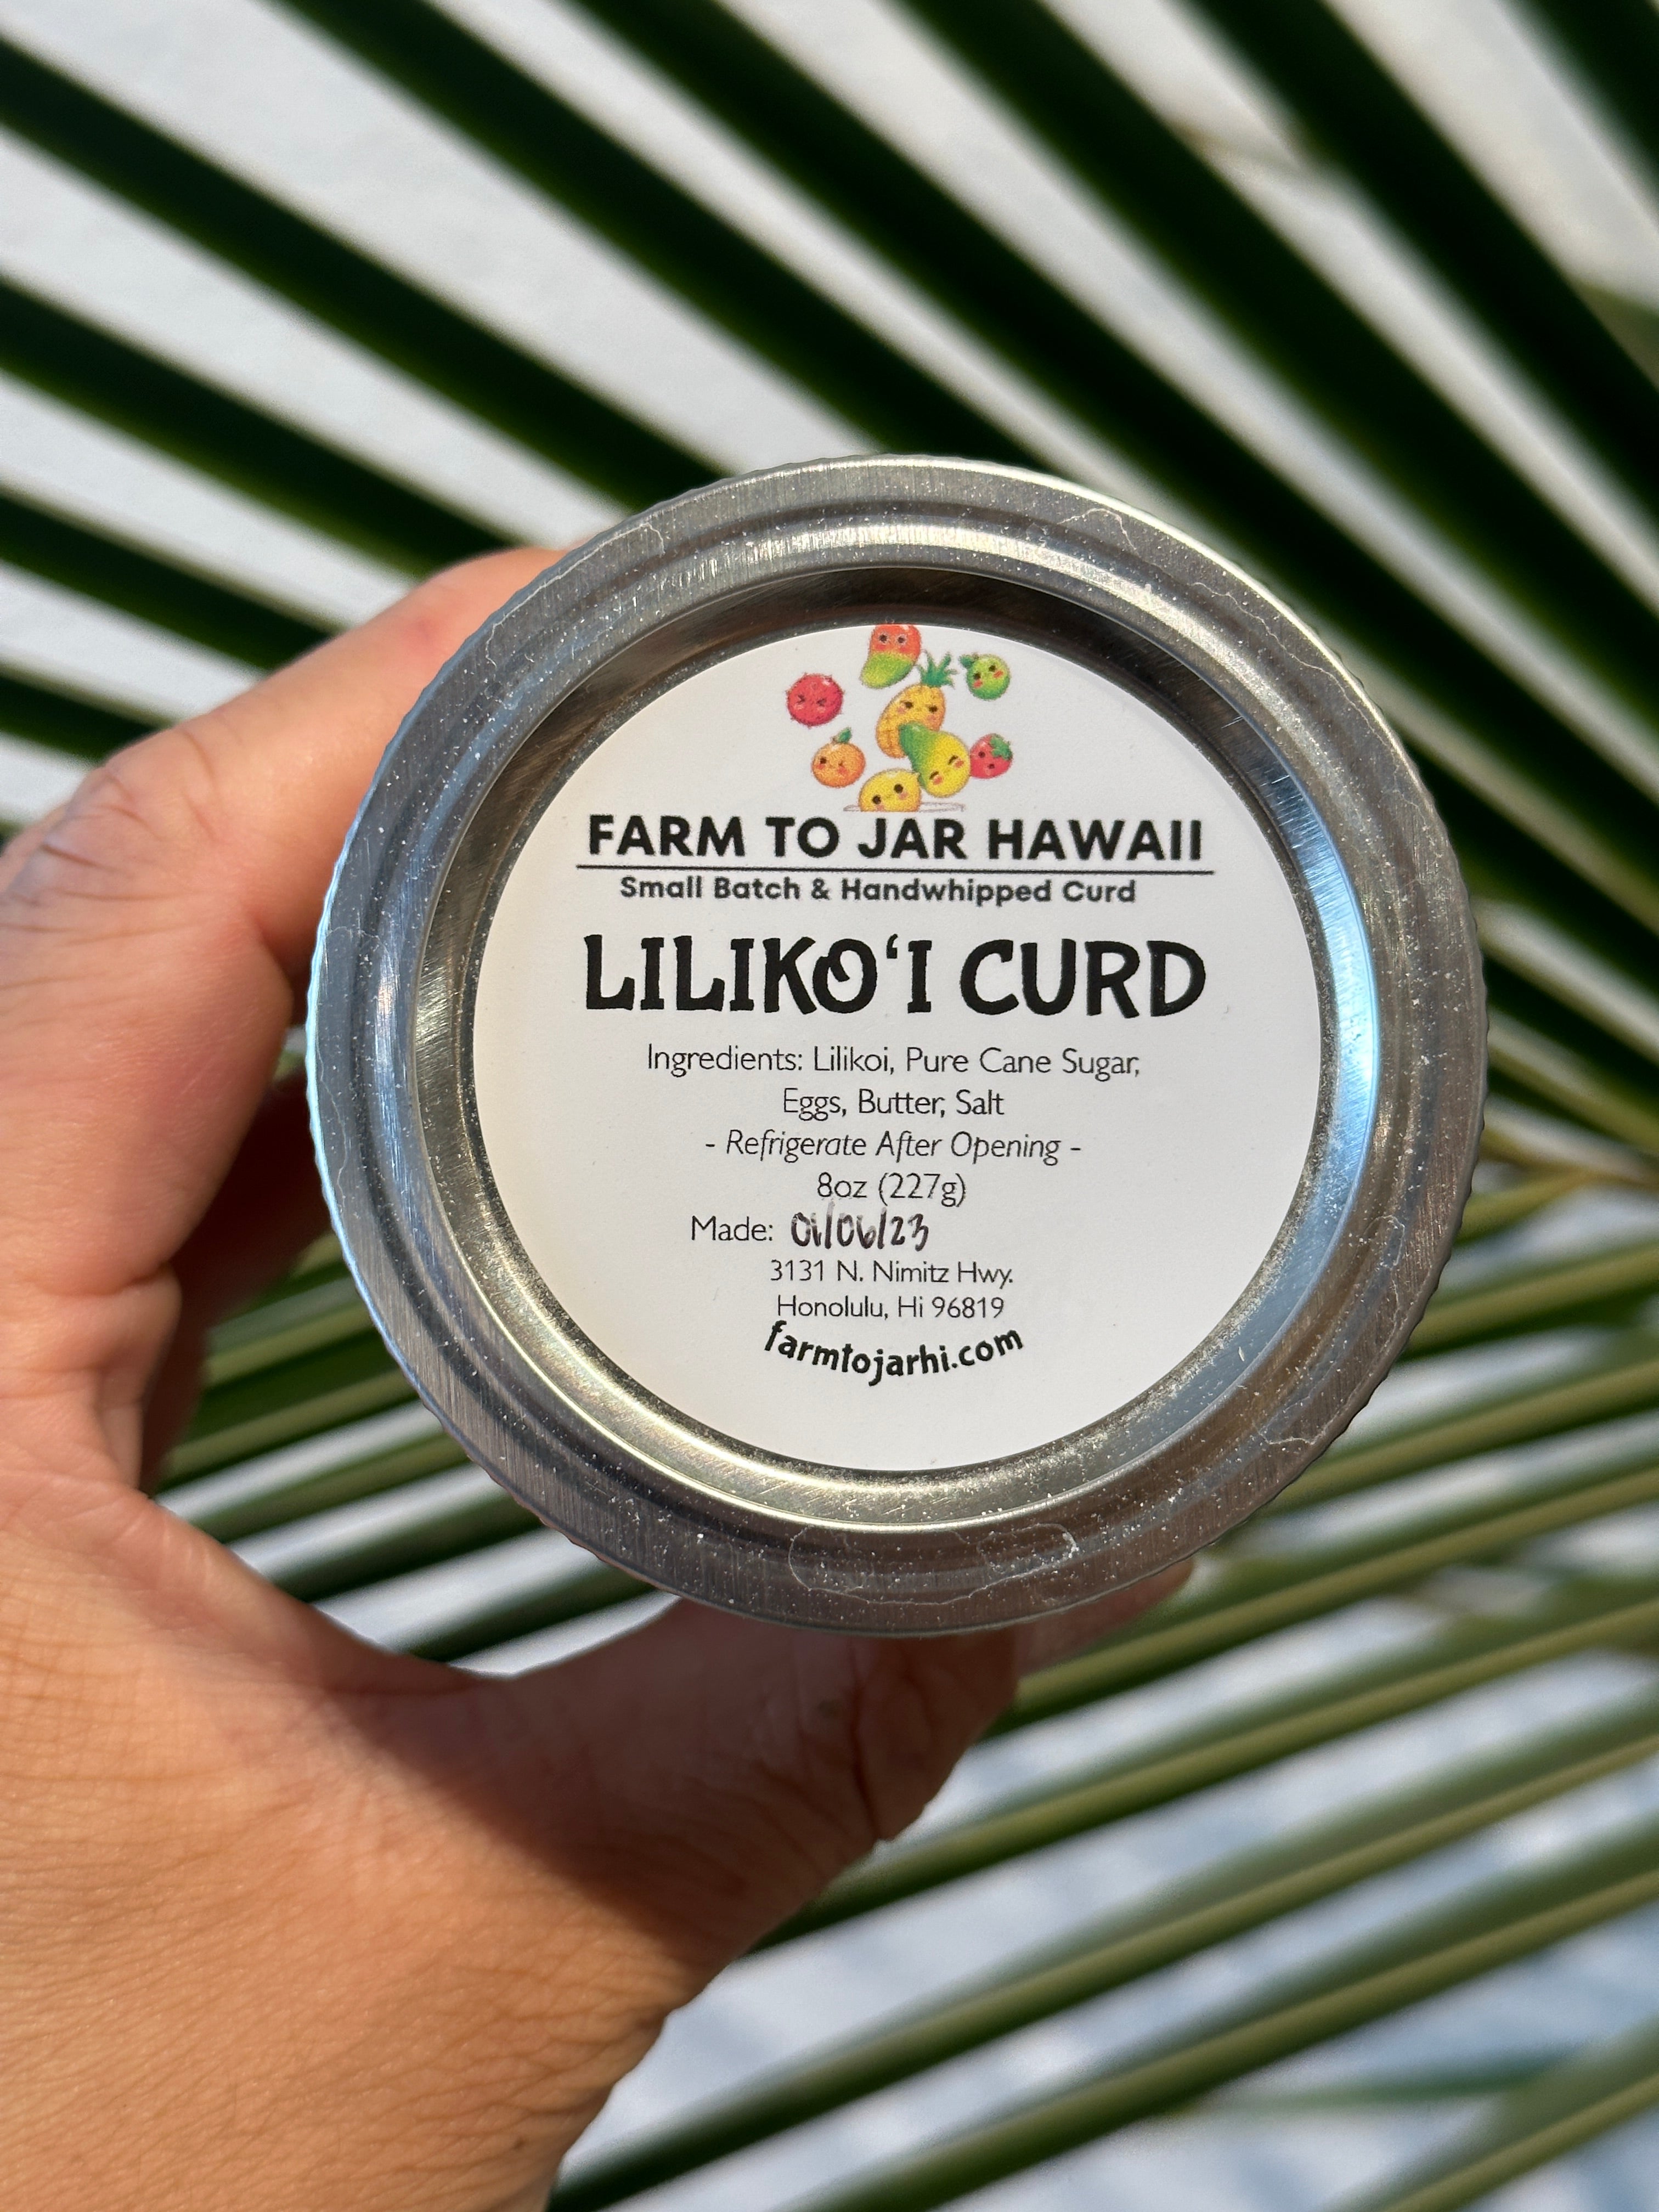 FARM TO JAR HAWAII
Small Batch & Handwhipped Curd
LILIKOʻI CURD
Ingredients: Lilikoi, Pure Cane Sugar,
Eggs, Butter, Salt
- Refrigerate After Opening -
8oz (227g)
Made: 01/06/23
3131 N. Nimitz Hwy.
Honolulu, Hi 96819
farmtojarhi.com